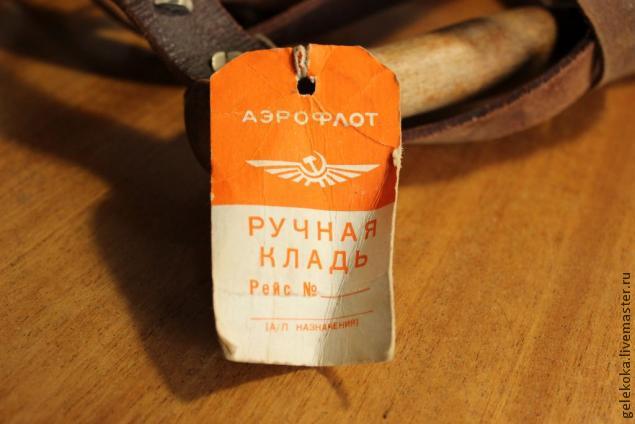 АЭРОФЛОТ
РУЧНАЯ
КЛАДЬ
Рейс №
(А/П НАЗНАЧЕНИЯ)
gelekoka.livemaster.ru